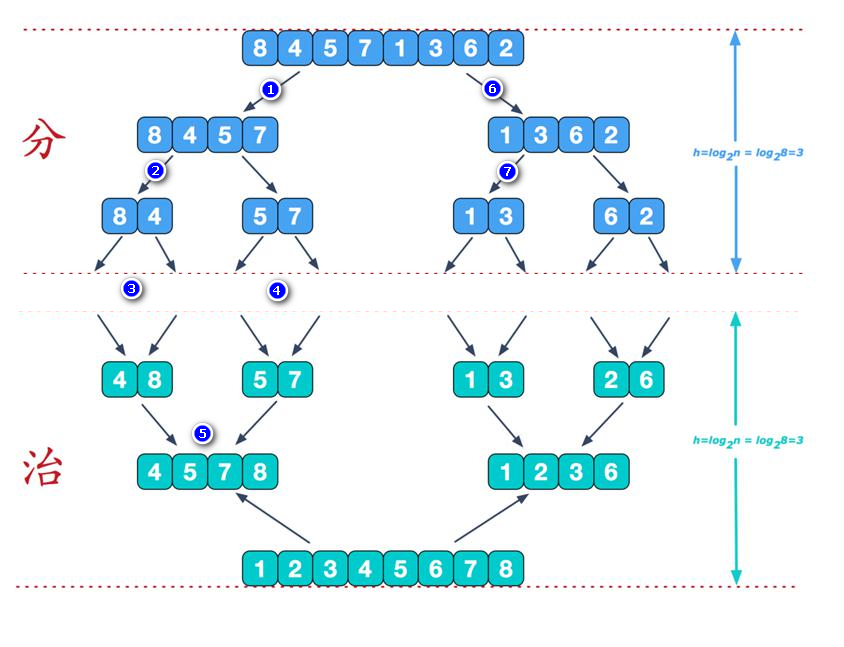 8 4 5 7 1 3 6 2
1
6
分
8 4 5 7
1 3 6 2
h=log₂n = log₂8=3
2
7
8 4
5 7
1 3
6 2
3
4
4 8
5 7
1 3
2 6
5
h=log₂n = log₂8=3
治
4 5 7 8
1 2 3 6
1 2 3 4 5 6 7 8